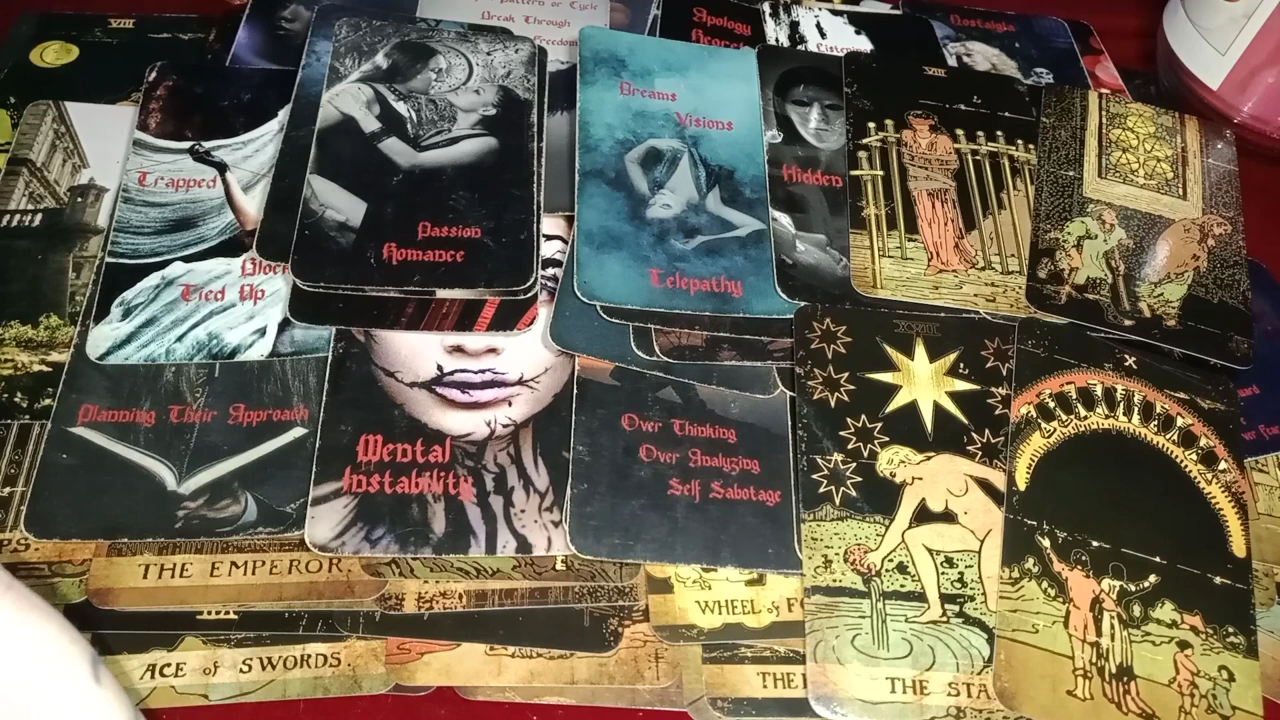 VIII
Pattern or Cycle
Break Through
Freedom
Apology
Regret
Listening
Nostalgia
VIII
Trapped
Block
Tied Up
Passion
Romance
Dreams
Visions
Telepathy
Hidden
Planning Their Approach
Mental
Instability
Over Thinking
Over Analyzing
Self Sabotage
XVII
X
PS.
THE EMPEROR.
WHEEL of F
ACE of SWORDS.
THE
THE STA